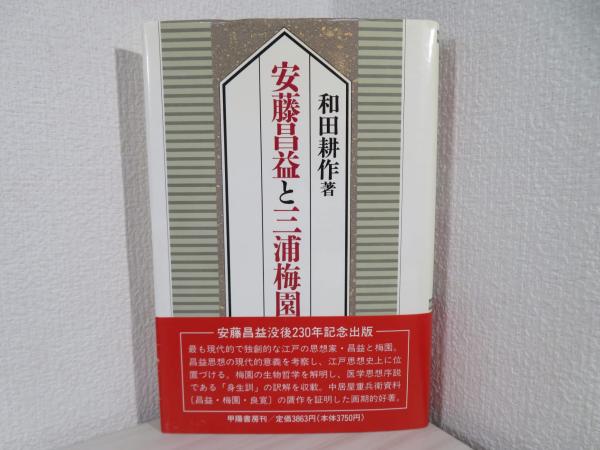 和田耕作著
安藤昌益と三浦梅園
安藤昌益没後230年記念出版
最も現代的で独創的な江戸の思想家・昌益と梅園。
昌益思想の現代的意義を考察し、江戸思想史上に位
置づける。梅園の生物哲学を解明し、医学思想序説
である「身生訓」の訳解を収載。中居屋重兵衛資料
〔昌益・梅園・良寛〕の贋作を証明した画期的好著。
甲陽書房刊／定価3863円(本体3750円)